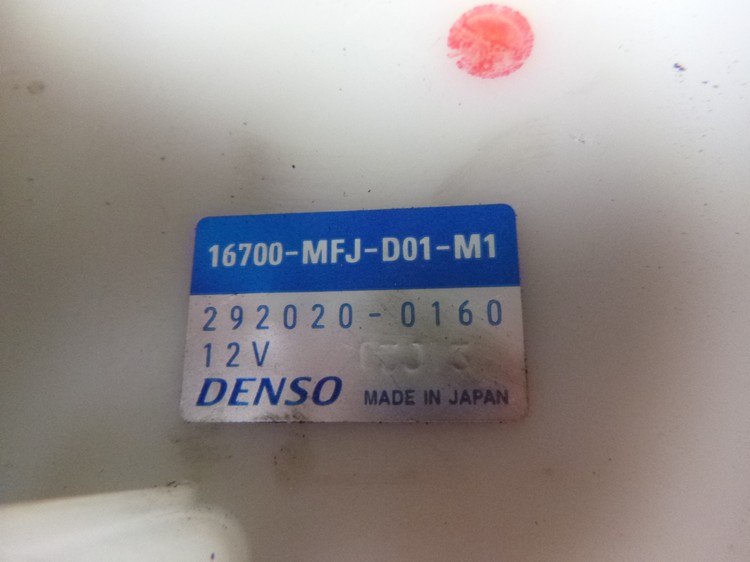 16700-MFJ-D01-M1
292020-0160
12V
DENSO MADE IN JAPAN